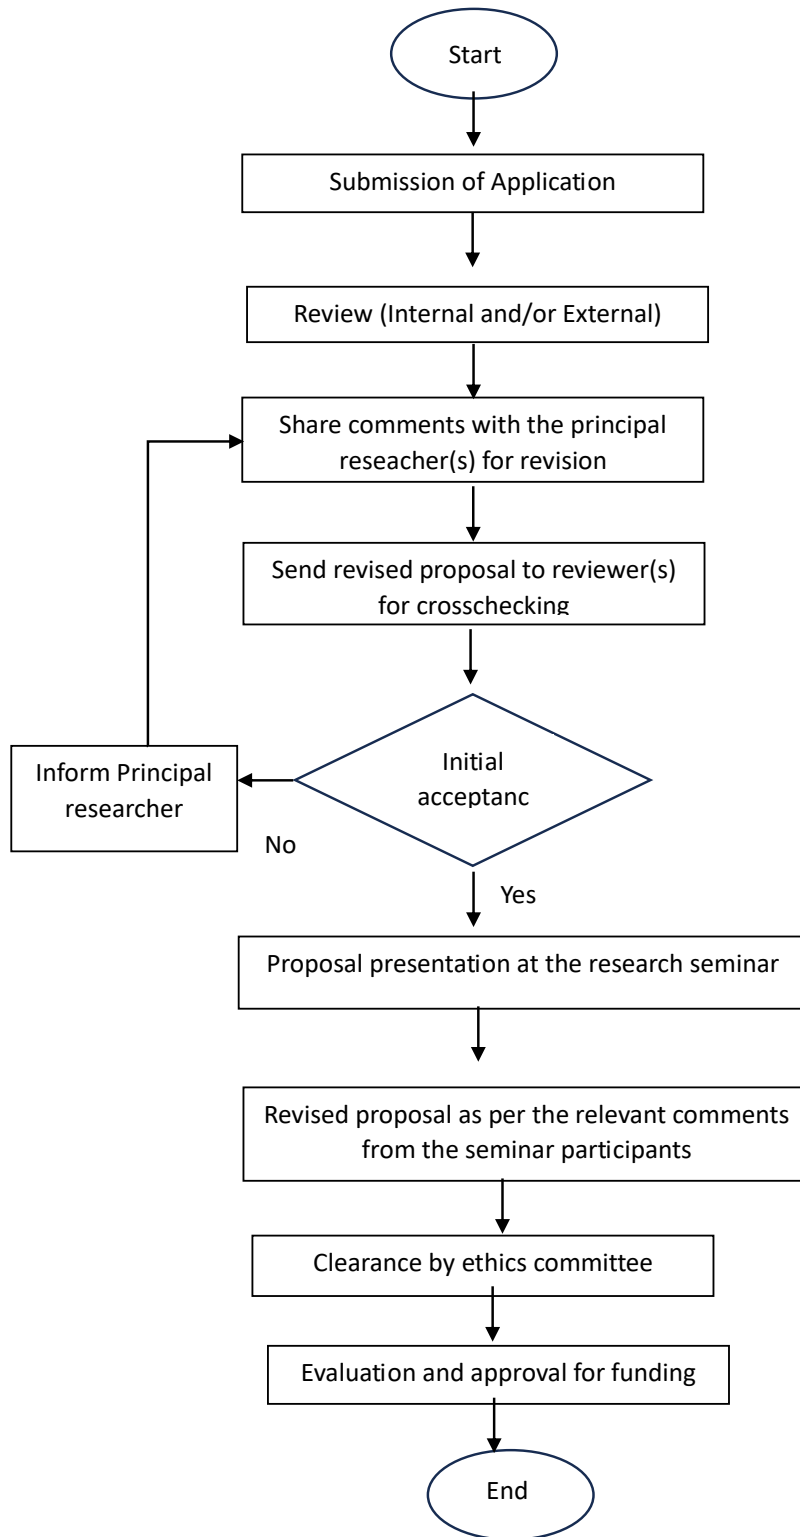 Start
Submission of Application
Review (Internal and/or External)
Share comments with the principal
reseacher(s) for revision
Send revised proposal to reviewer(s)
for crosschecking
Initial
acceptanc
Inform Principal
researcher
No
Yes
Proposal presentation at the research seminar
Revised proposal as per the relevant comments
from the seminar participants
Clearance by ethics committee
Evaluation and approval for funding
End